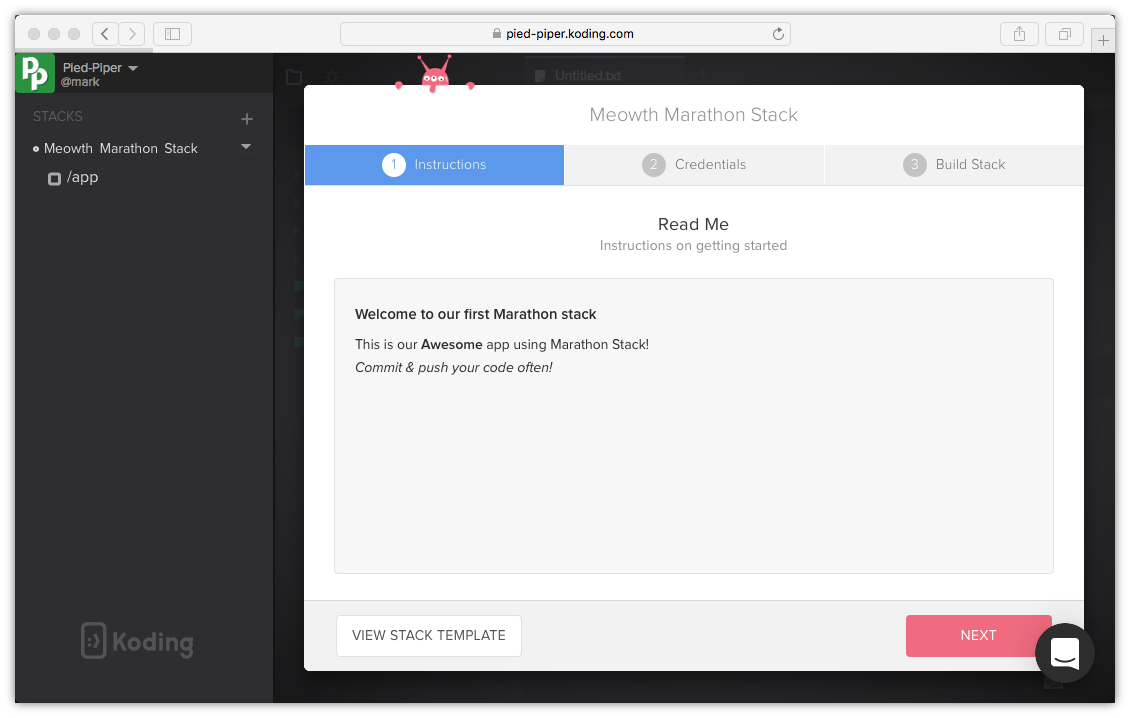 pied-piper.koding.com
Pp
Pied-Piper
@mark
STACKS
Meowth Marathon Stack
/app
Koding
Untitled.txt
Meowth Marathon Stack
1 Instructions
2 Credentials
3 Build Stack
Read Me
Instructions on getting started
Welcome to our first Marathon stack
This is our Awesome app using Marathon Stack!
Commit & push your code often!
VIEW STACK TEMPLATE
NEXT